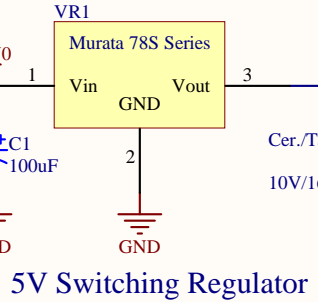 VR1
Murata 78S Series
1
Vin
Vout
3
GND
2
C1
100uF
Cer./T
10V/1
GND
5V Switching Regulator